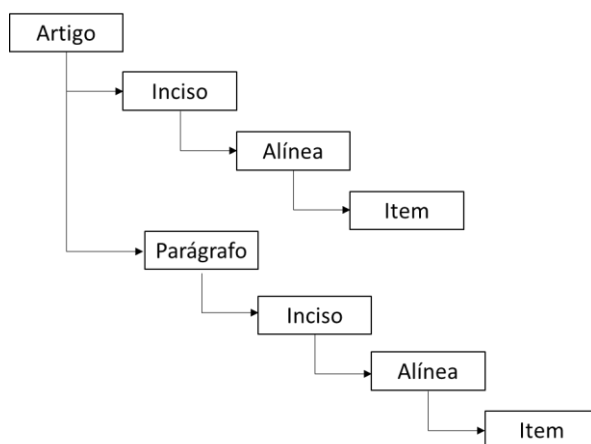 Artigo
Inciso
Alínea
Item
Parágrafo
Inciso
Alínea
Item